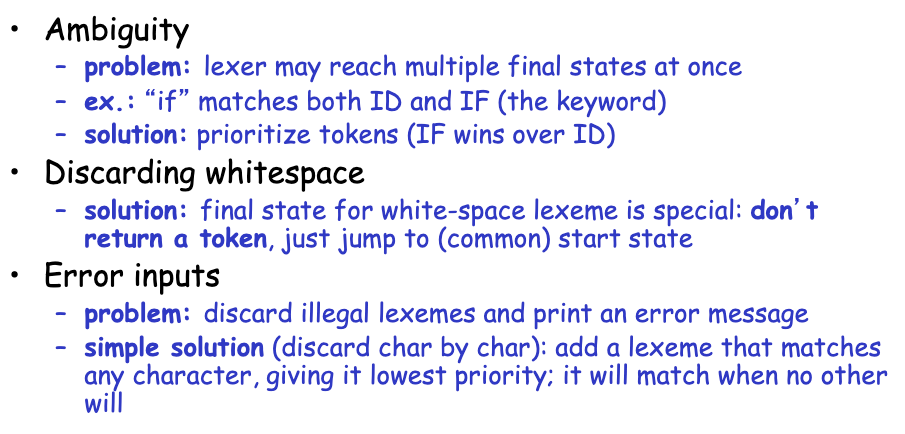 • Ambiguity
– problem: lexer may reach multiple final states at once
– ex.: “if” matches both ID and IF (the keyword)
– solution: prioritize tokens (IF wins over ID)
• Discarding whitespace
– solution: final state for white-space lexeme is special: don’t
return a token, just jump to (common) start state
• Error inputs
– problem: discard illegal lexemes and print an error message
– simple solution (discard char by char): add a lexeme that matches
any character, giving it lowest priority; it will match when no other
will